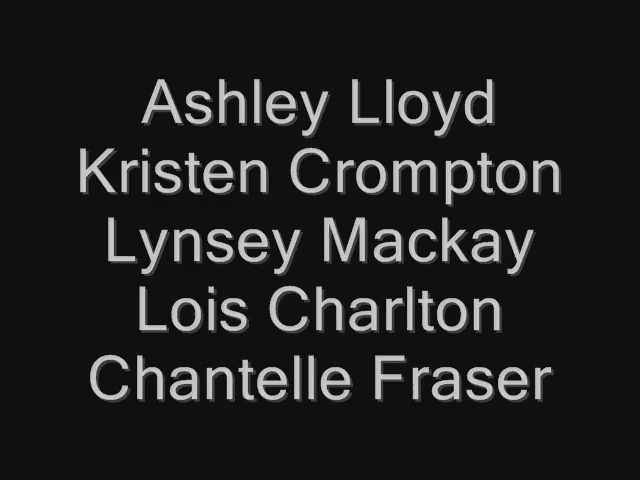 Ashley Lloyd
Kristen Crompton
Lynsey Mackay
Lois Charlton
Chantelle Fraser